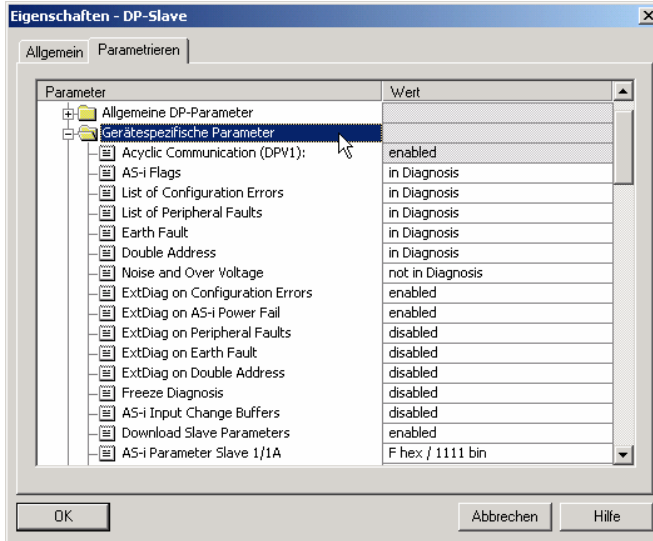 Eigenschaften - DP-Slave
Allgemein Parametrieren
Parameter Wert
Allgemeine DP-Parameter
Gerätespezifische Parameter
Acyclic Communication (DPV1): enabled
AS-i Flags in Diagnosis
List of Configuration Errors in Diagnosis
List of Peripheral Faults in Diagnosis
Earth Fault in Diagnosis
Double Address in Diagnosis
Noise and Over Voltage not in Diagnosis
ExtDiag on Configuration Errors enabled
ExtDiag on AS-i Power Fail enabled
ExtDiag on Peripheral Faults disabled
ExtDiag on Earth Fault disabled
ExtDiag on Double Address disabled
Freeze Diagnosis disabled
AS-i Input Change Buffers disabled
Download Slave Parameters enabled
AS-i Parameter Slave 1/1A F hex / 1111 bin
OK Abbrechen Hilfe